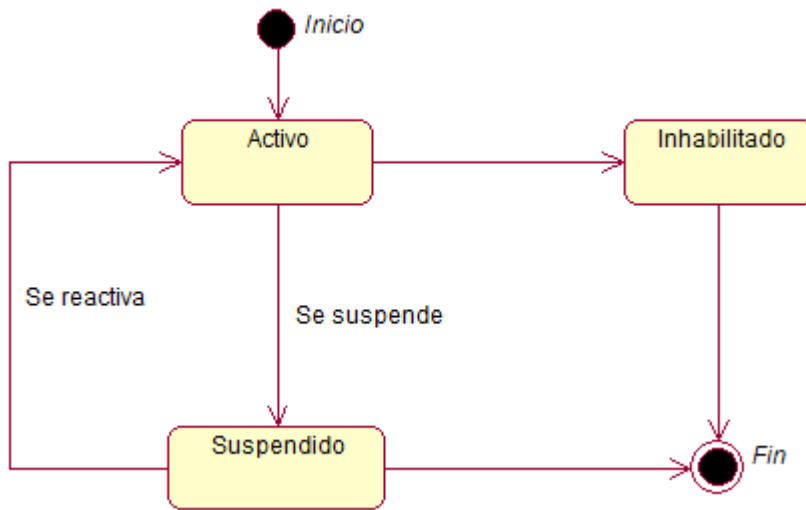 Inicio
Activo
Inhabilitado
Se reactiva
Se suspende
Suspendido
Fin